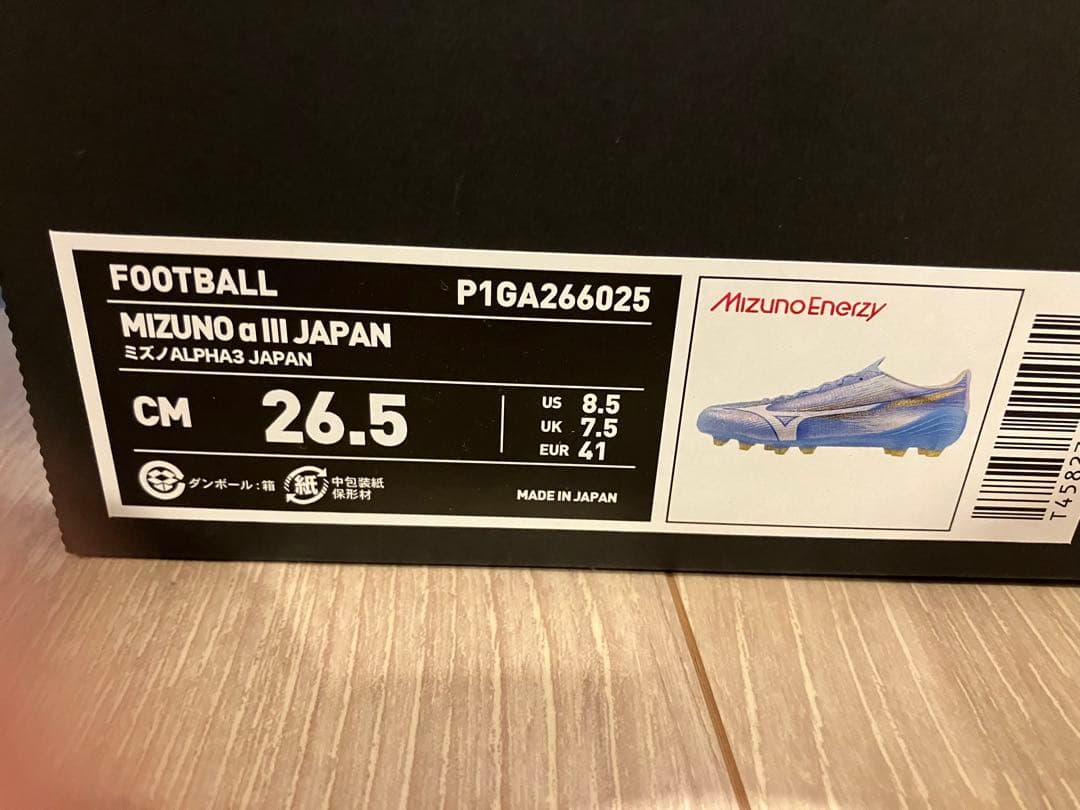 FOOTBALL
P1GA266025
MIZUNO α III JAPAN
ミズノALPHA3 JAPAN
CM 26.5
US 8.5
UK 7.5
EUR 41
ダンボール:箱
紙 中包装紙
保形材
MADE IN JAPAN
Mizuno Enerzy